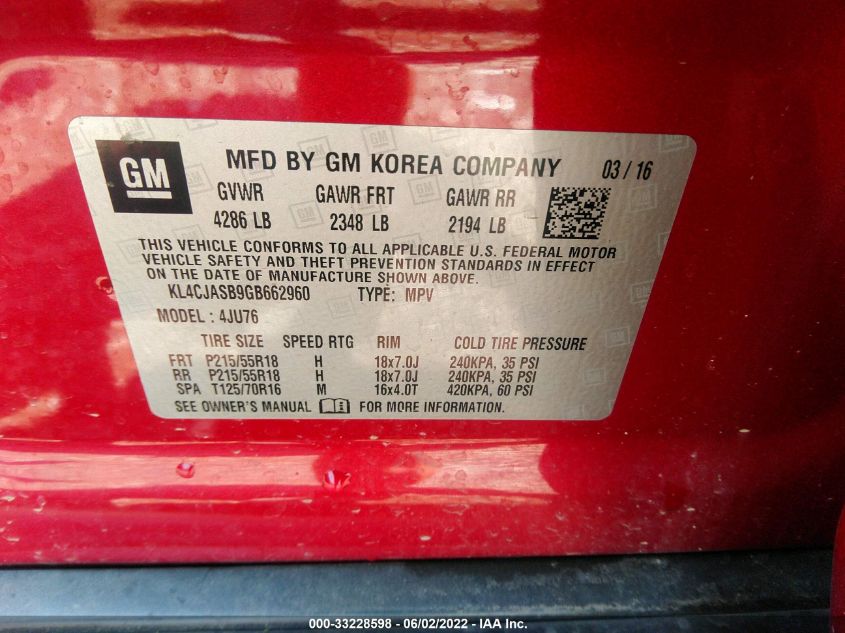 GM MFD BY GM KOREA COMPANY 03 / 16
GVWR GAWR FRT GAWR RR
4286 LB 2348 LB 2194 LB
THIS VEHICLE CONFORMS TO ALL APPLICABLE U.S. FEDERAL MOTOR
VEHICLE SAFETY AND THEFT PREVENTION STANDARDS IN EFFECT
ON THE DATE OF MANUFACTURE SHOWN ABOVE.
KL4CJASB9GB662960 TYPE: MPV
MODEL : 4JU76
TIRE SIZE SPEED RTG RIM COLD TIRE PRESSURE
FRT P215/55R18 H 18x7.0J 240KPA, 35 PSI
RR P215/55R18 H 18x7.0J 240KPA, 35 PSI
SPA T125/70R16 M 16x4.0T 420KPA, 60 PSI
SEE OWNER'S MANUAL FOR MORE INFORMATION.
000-33228598 - 06/02/2022 - IAA Inc.